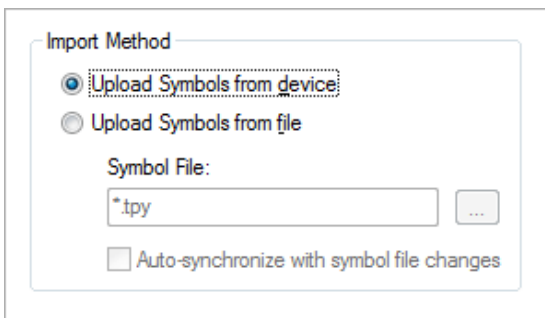 Import Method
Upload Symbols from device
Upload Symbols from file
Symbol File:
*.tpy
...
Auto-synchronize with symbol file changes